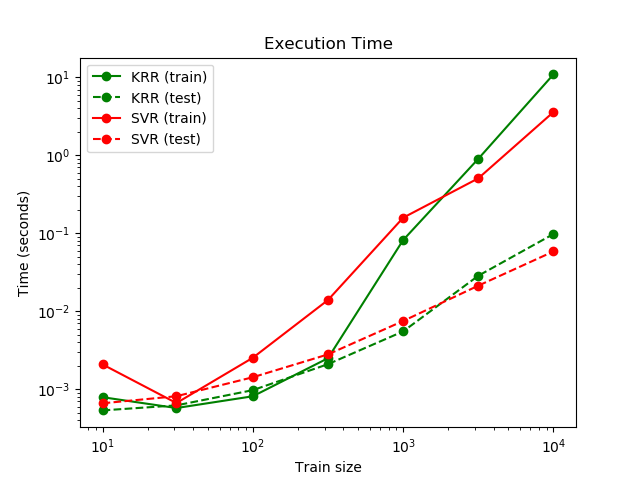 Execution Time
KRR (train)
KRR (test)
SVR (train)
SVR (test)
10¹
10⁰
10⁻¹
10⁻²
10⁻³
Time (seconds)
10¹ 10² 10³ 10⁴
Train size